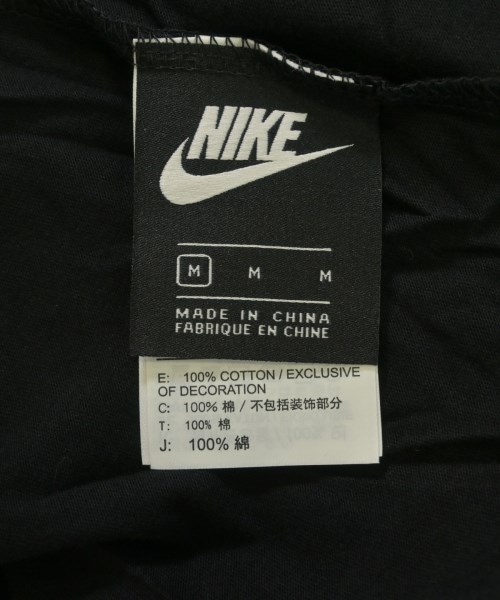 NIKE
M M M
MADE IN CHINA
FABRIQUE EN CHINE
E: 100% COTTON / EXCLUSIVE
OF DECORATION
C: 100% 棉 / 不包括装饰部分
T: 100% 棉
J: 100% 綿